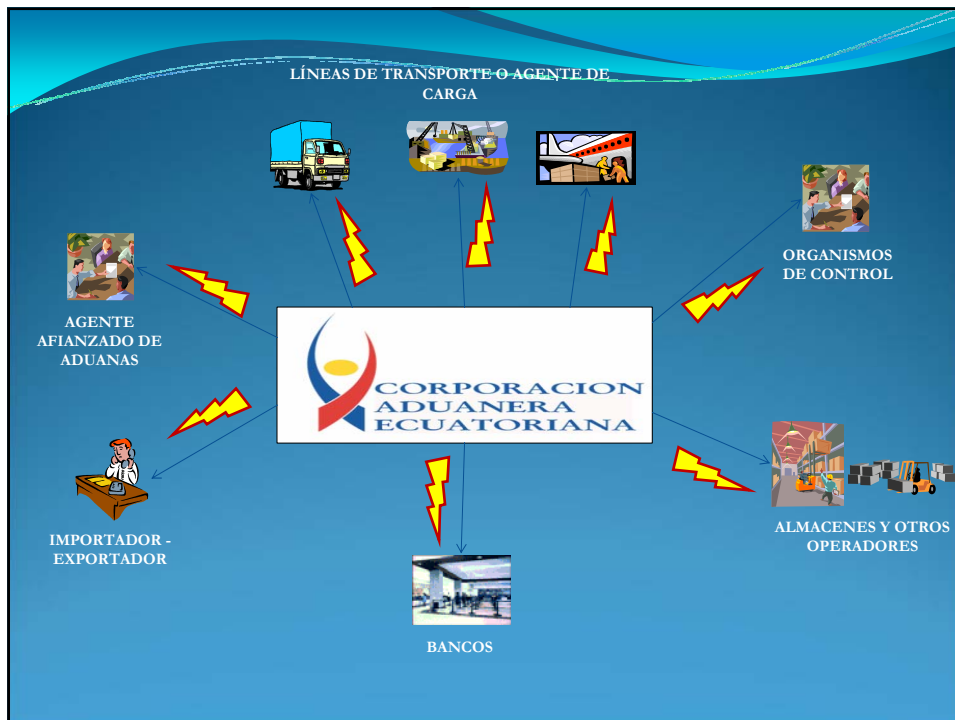 LÍNEAS DE TRANSPORTE O AGENTE DE
CARGA
ORGANISMOS
DE CONTROL
AGENTE
AFIANZADO DE
ADUANAS
CORPORACION
ADUANERA
ECUATORIANA
IMPORTADOR -
EXPORTADOR
ALMACENES Y OTROS
OPERADORES
BANCOS